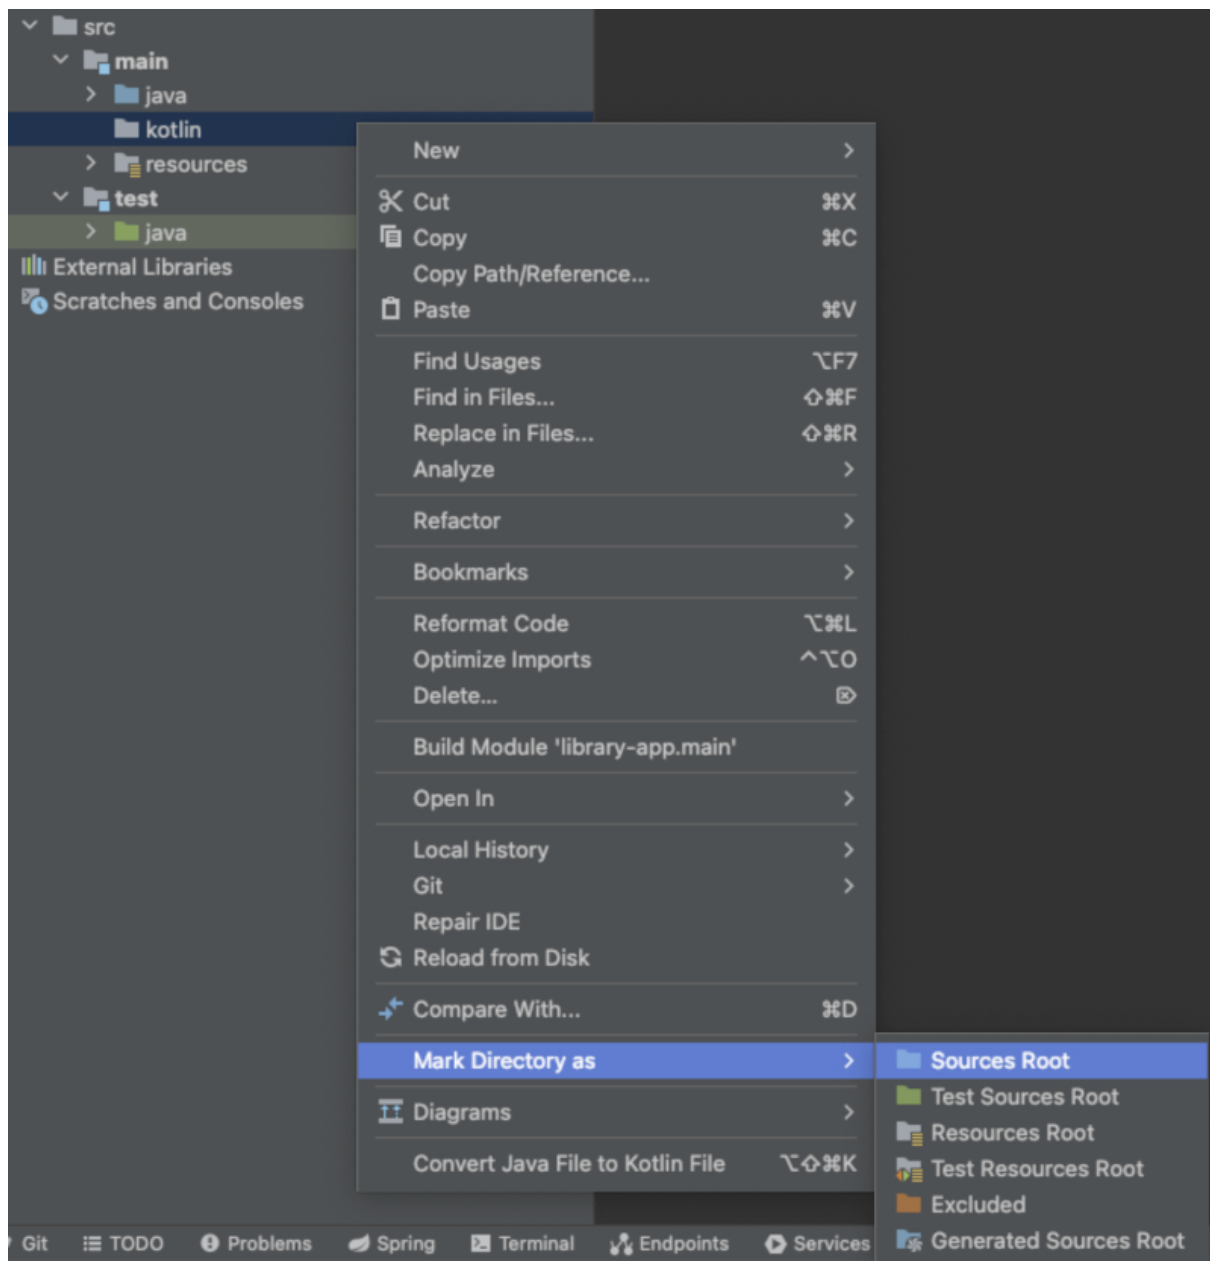 src
main
java
kotlin
resources
test
java
External Libraries
Scratches and Consoles
New
Cut ⌘X
Copy ⌘C
Copy Path/Reference...
Paste ⌘V
Find Usages ⌥F7
Find in Files... ⇧⌘F
Replace in Files... ⇧⌘R
Analyze
Refactor
Bookmarks
Reformat Code ⌥⌘L
Optimize Imports ^⌥O
Delete... ⌦
Build Module 'library-app.main'
Open In
Local History
Git
Repair IDE
Reload from Disk
Compare With... ⌘D
Mark Directory as
Diagrams
Convert Java File to Kotlin File ⌥⇧⌘K
Sources Root
Test Sources Root
Resources Root
Test Resources Root
Excluded
Generated Sources Root
Git TODO Problems Spring Terminal Endpoints Services